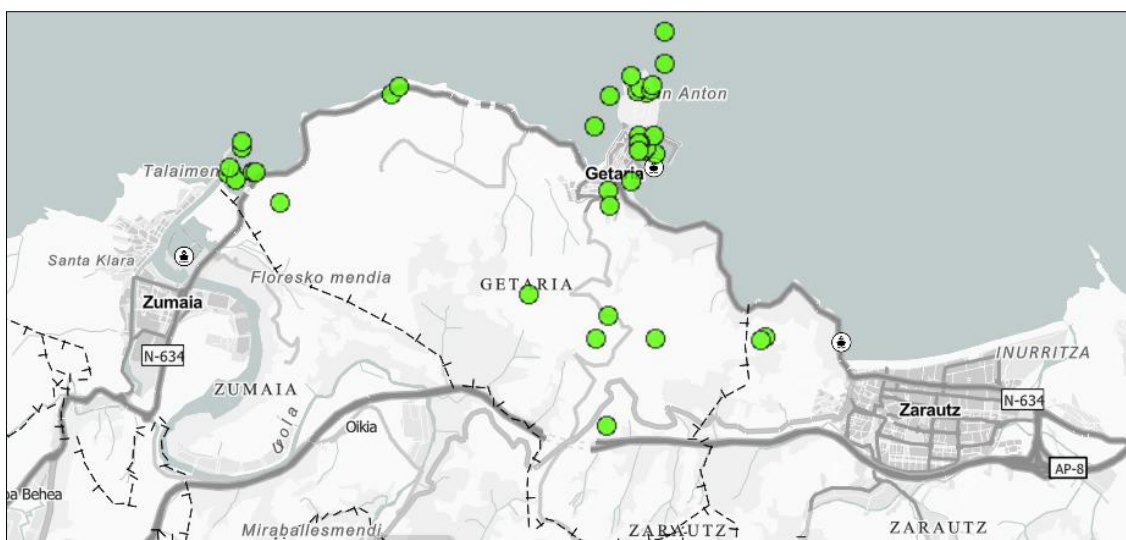 San Anton
Talaimen
Getaria
Santa Klara
Floresko mendia
GETARIA
Zumaia
INURRITZA
N-634
ZUMAIA
N-634
Zarautz
Oikia
AP-8
Behea
Miraballesmendi
ZARAUTZ
ZARAUTZ